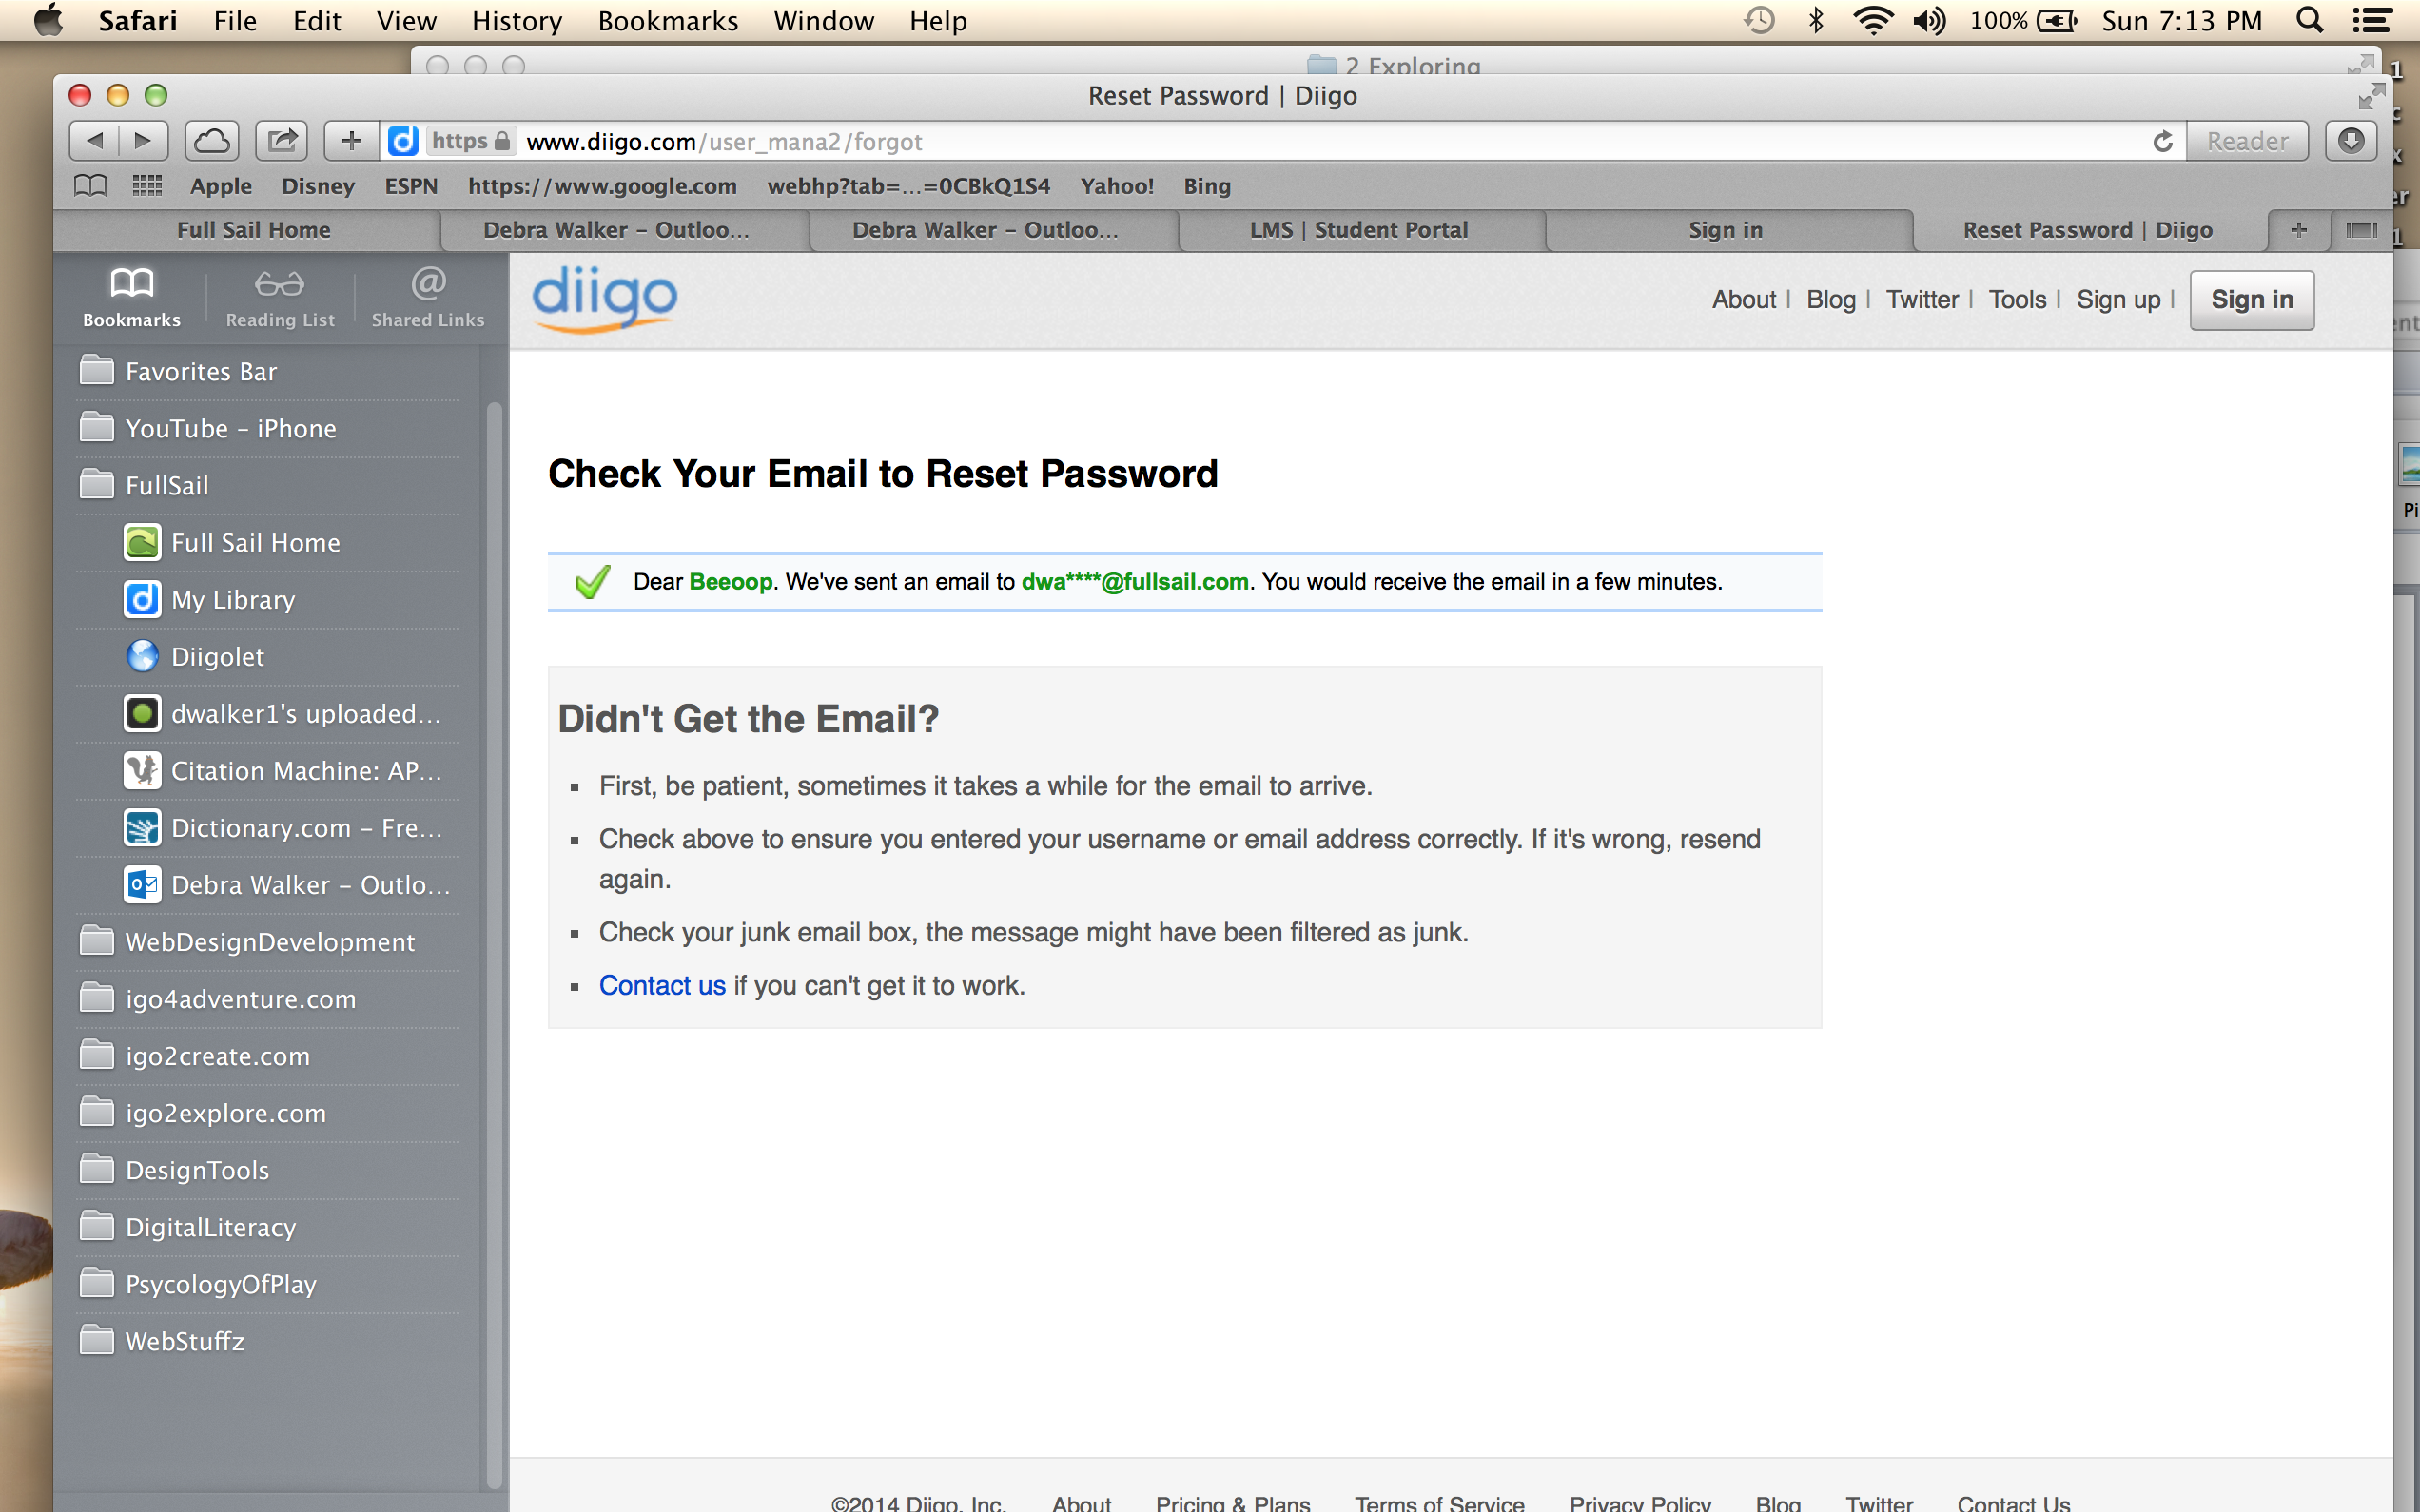 Safari File Edit View History Bookmarks Window Help 100% Sun 7:13 PM
2 Exploring
Reset Password | Diigo
https www.diigo.com/user_mana2/forgot Reader
Apple Disney ESPN https://www.google.com webhp?tab=...=0CBkQ1S4 Yahoo! Bing
Full Sail Home Debra Walker – Outloo... Debra Walker – Outloo... LMS | Student Portal Sign in Reset Password | Diigo
Bookmarks Reading List Shared Links
Favorites Bar
YouTube – iPhone
FullSail
Full Sail Home
My Library
Diigolet
dwalker1's uploaded...
Citation Machine: AP...
Dictionary.com – Fre...
Debra Walker – Outlo...
WebDesignDevelopment
igo4adventure.com
igo2create.com
igo2explore.com
DesignTools
DigitalLiteracy
PsycologyOfPlay
WebStuffz
diigo
About | Blog | Twitter | Tools | Sign up | Sign in
Check Your Email to Reset Password
Dear Beeoop. We've sent an email to dwa****@fullsail.com. You would receive the email in a few minutes.
Didn't Get the Email?
First, be patient, sometimes it takes a while for the email to arrive.
Check above to ensure you entered your username or email address correctly. If it's wrong, resend
again.
Check your junk email box, the message might have been filtered as junk.
Contact us if you can't get it to work.
©2014 Diigo, Inc. About Pricing & Plans Terms of Service Privacy Policy Blog Twitter Contact Us